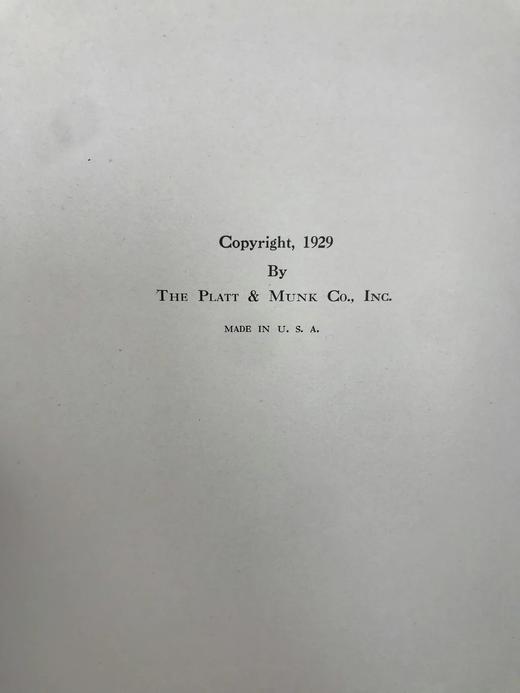 Copyright, 1929
By
The Platt & Munk Co., Inc.
MADE IN U. S. A.